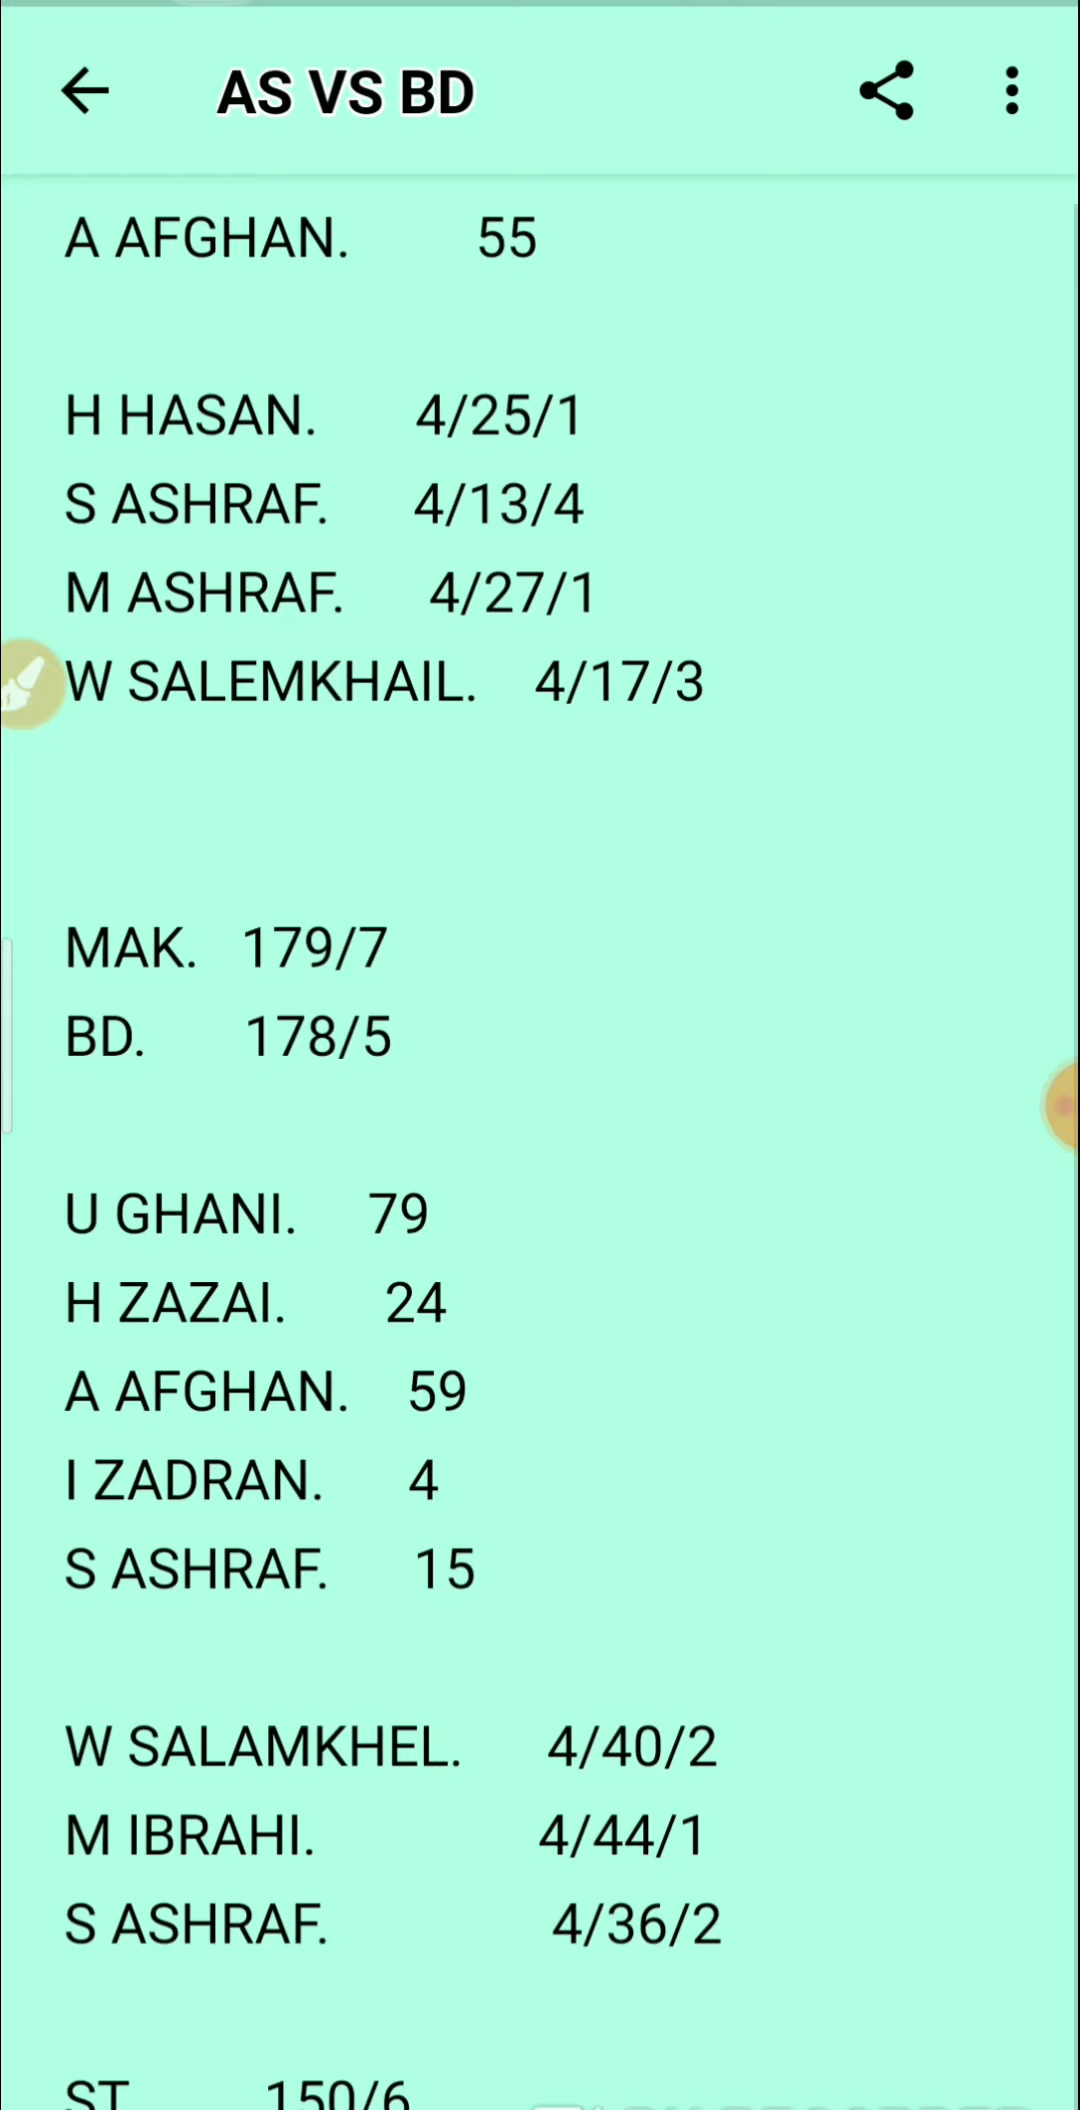 AS VS BD
A AFGHAN. 55
H HASAN. 4/25/1
S ASHRAF. 4/13/4
M ASHRAF. 4/27/1
W SALEMKHAIL. 4/17/3
MAK. 179/7
BD. 178/5
U GHANI. 79
H ZAZAI. 24
A AFGHAN. 59
I ZADRAN. 4
S ASHRAF. 15
W SALAMKHEL. 4/40/2
M IBRAHI. 4/44/1
S ASHRAF. 4/36/2
ST 150/6